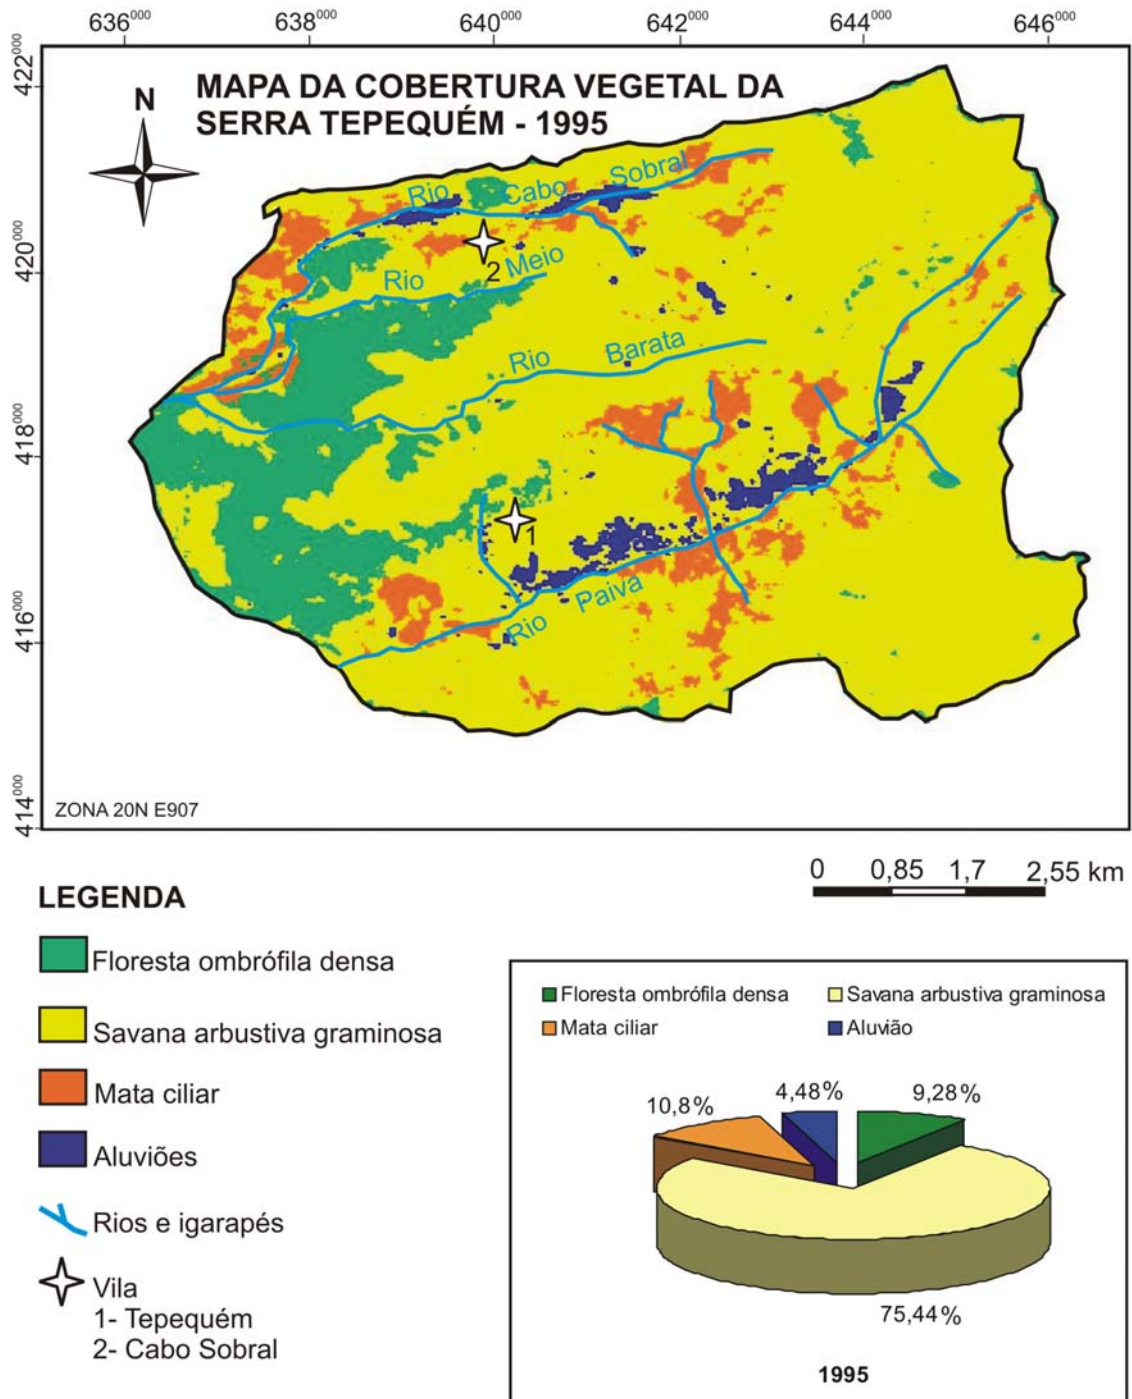 636000 638000 640000 642000 644000 646000
422000
420000
418000
416000
414000
MAPA DA COBERTURA VEGETAL DA
SERRA TEPEQUÉM - 1995
N
Rio Cabo Sobral
2
Rio Meio
Rio Barata
1
Rio Paiva
ZONA 20N E907
0 0,85 1,7 2,55 km
LEGENDA
Floresta ombrófila densa
Savana arbustiva graminosa
Mata ciliar
Aluviões
Rios e igarapés
Vila
1- Tepequém
2- Cabo Sobral
Floresta ombrófila densa Savana arbustiva graminosa
Mata ciliar Aluvião
10,8% 4,48% 9,28%
75,44%
1995